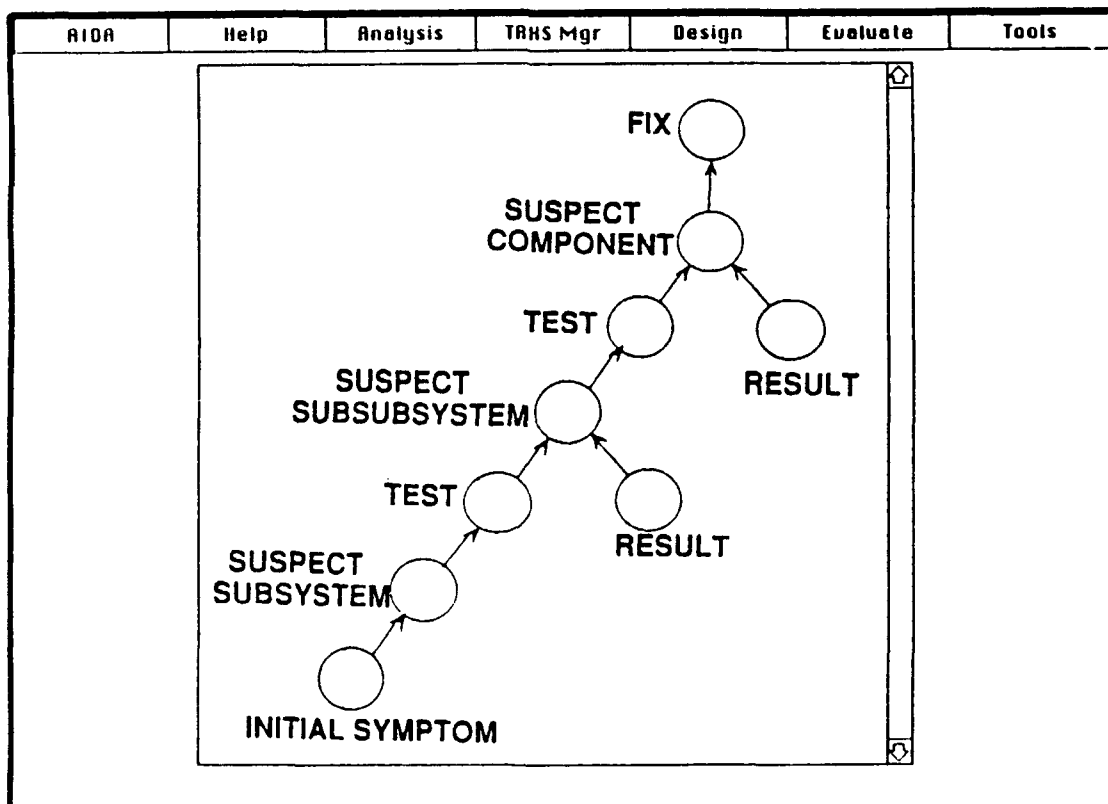 AIDA Help Analysis TRXS Mgr Design Evaluate Tools
FIX
SUSPECT
COMPONENT
TEST
RESULT
SUSPECT
SUBSUBSYSTEM
TEST
RESULT
SUSPECT
SUBSYSTEM
INITIAL SYMPTOM